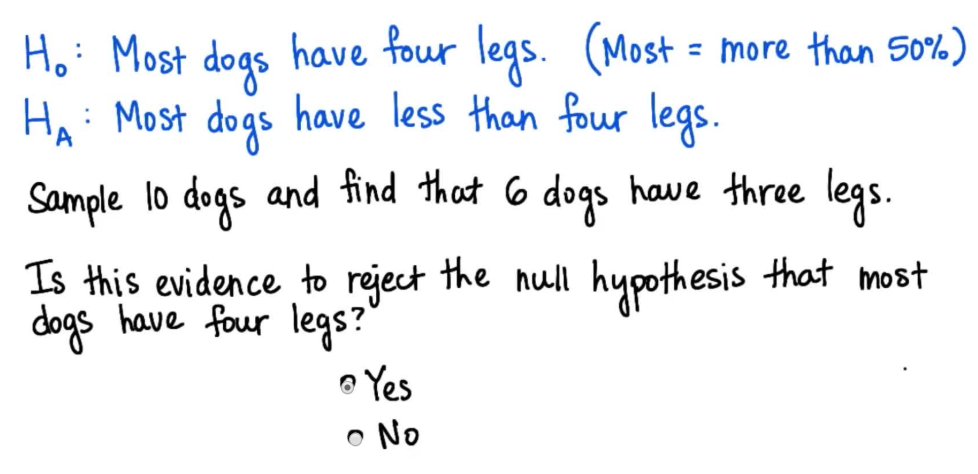 H₀: Most dogs have four legs. (Most = more than 50%)
H_A: Most dogs have less than four legs.
Sample 10 dogs and find that 6 dogs have three legs.
Is this evidence to reject the null hypothesis that most
dogs have four legs?
Yes
No